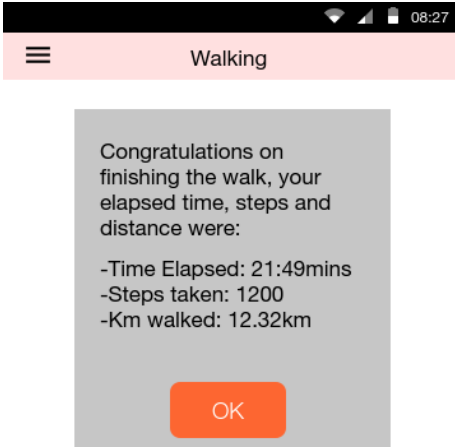 08:27
Walking
Congratulations on
finishing the walk, your
elapsed time, steps and
distance were:
-Time Elapsed: 21:49mins
-Steps taken: 1200
-Km walked: 12.32km
OK